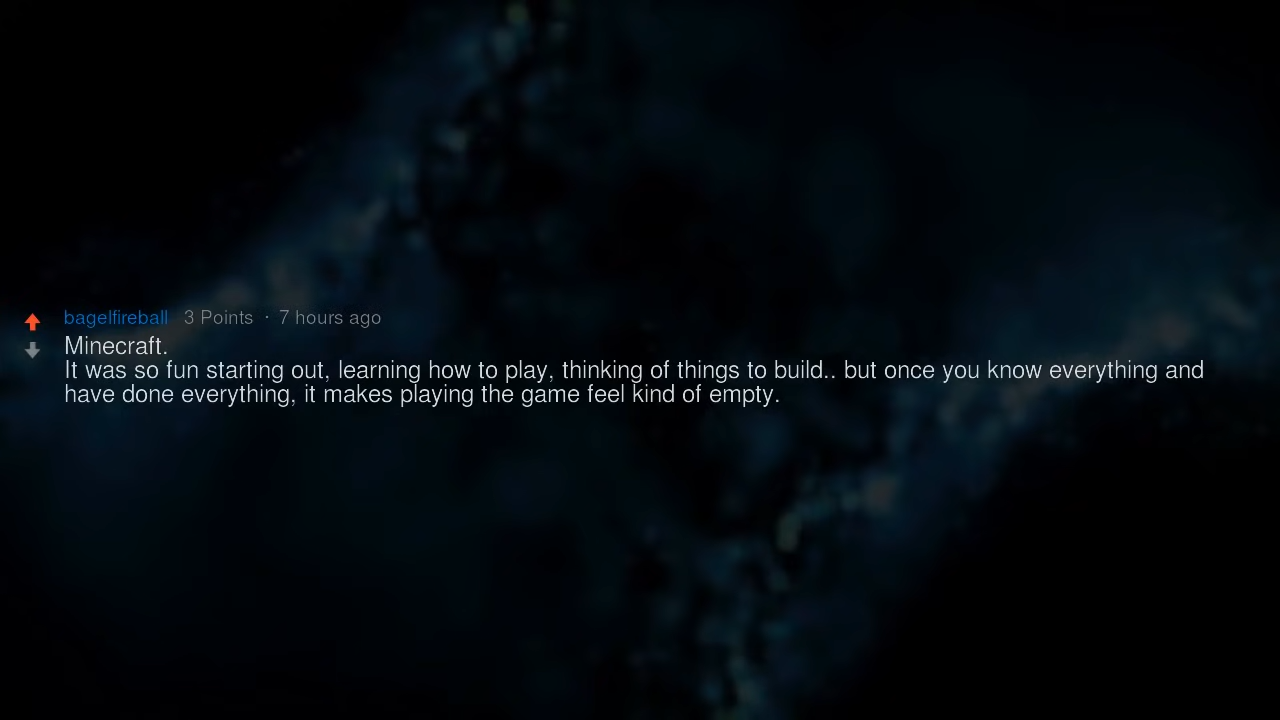 bagelfireball 3 Points · 7 hours ago
Minecraft.
It was so fun starting out, learning how to play, thinking of things to build.. but once you know everything and
have done everything, it makes playing the game feel kind of empty.